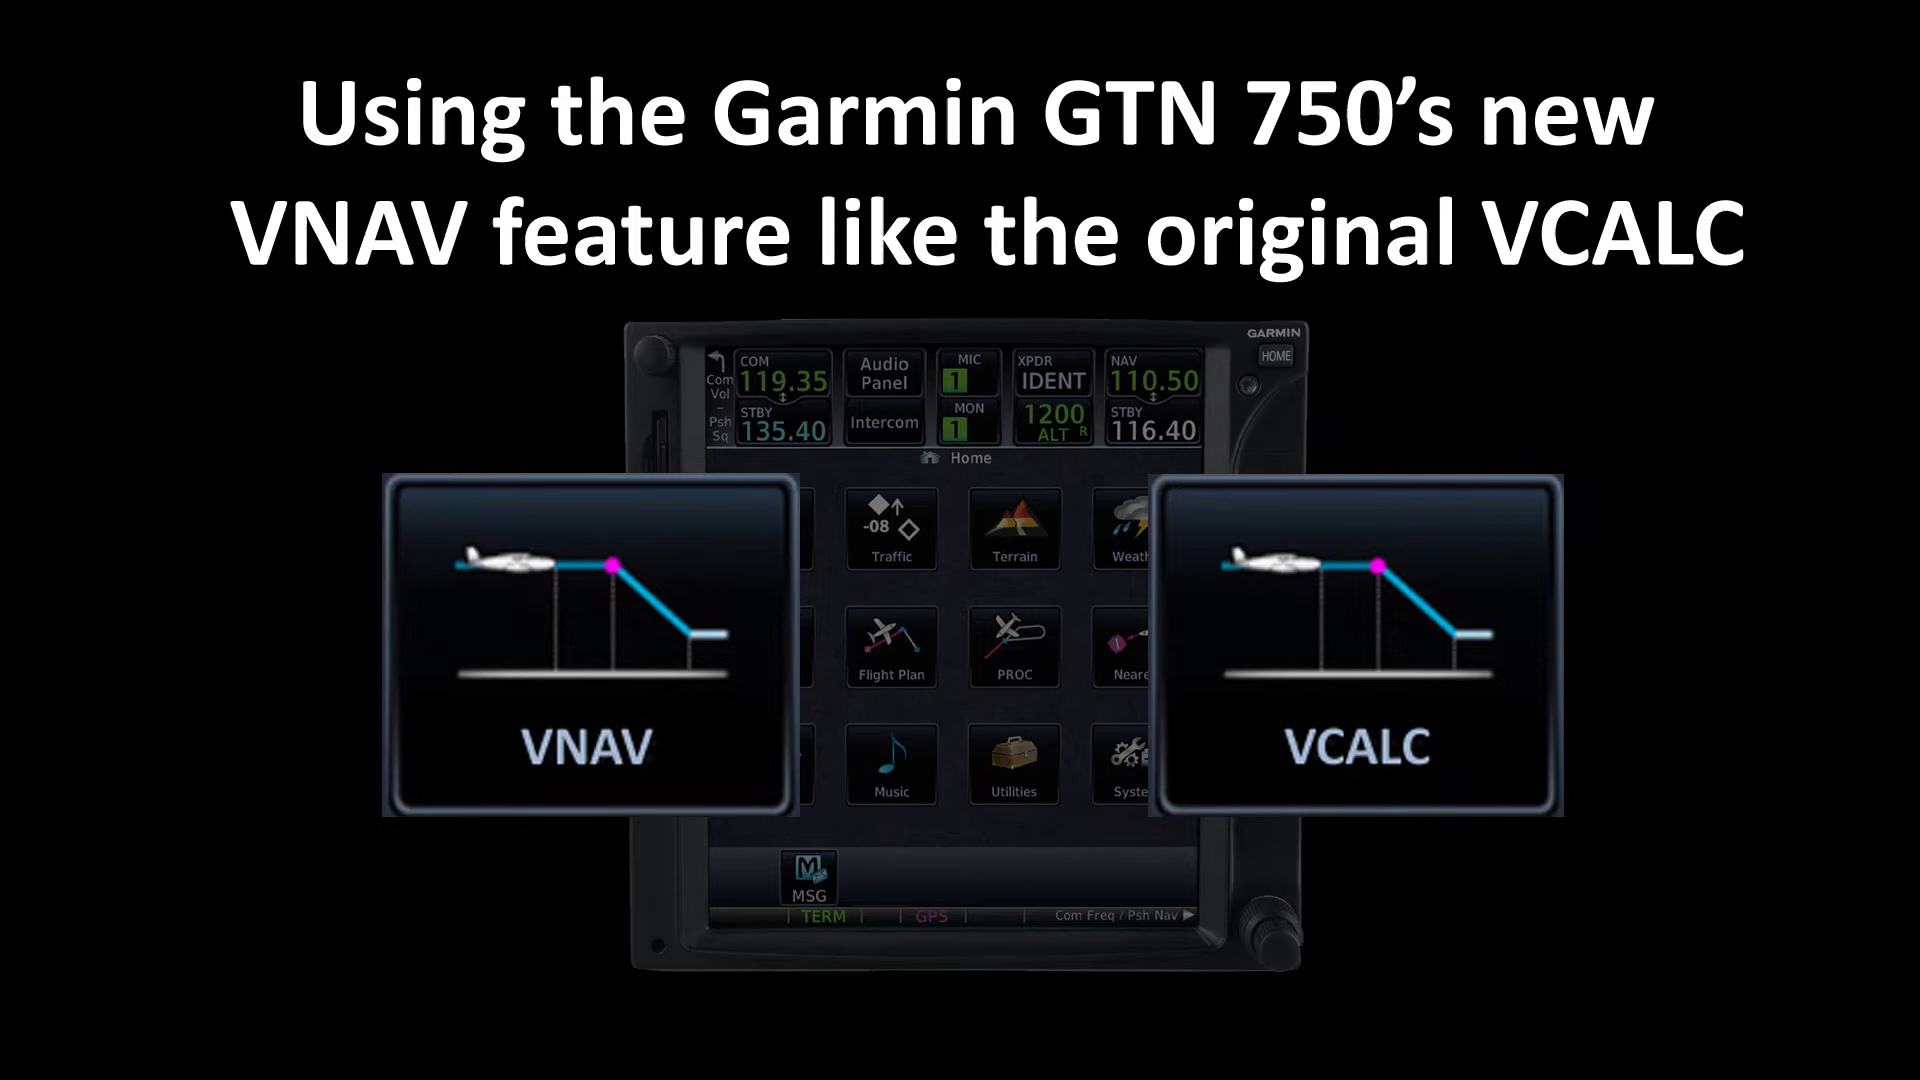 Using the Garmin GTN 750’s new
VNAV feature like the original VCALC
GARMIN
HOME
Com
Vol
–
Psh
Sq
COM
119.35
STBY
135.40
Audio
Panel
Intercom
MIC
1
MON
1
XPDR
IDENT
1200
ALT R
NAV
110.50
STBY
116.40
Home
-08
Traffic
Terrain
Weath
VNAV
Flight Plan
PROC
Neare
VCALC
Music
Utilities
Syste
MSG
TERM
GPS
Com Freq / Psh Nav